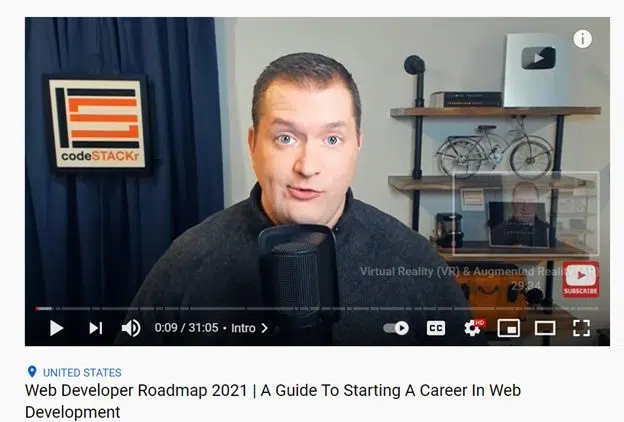 codeSTACKr
Virtual Reality (VR) & Augmented Reality (AR)
29:34
SUBSCRIBE
0:09 / 31:05 • Intro >
CC
HD
UNITED STATES
Web Developer Roadmap 2021 | A Guide To Starting A Career In Web
Development